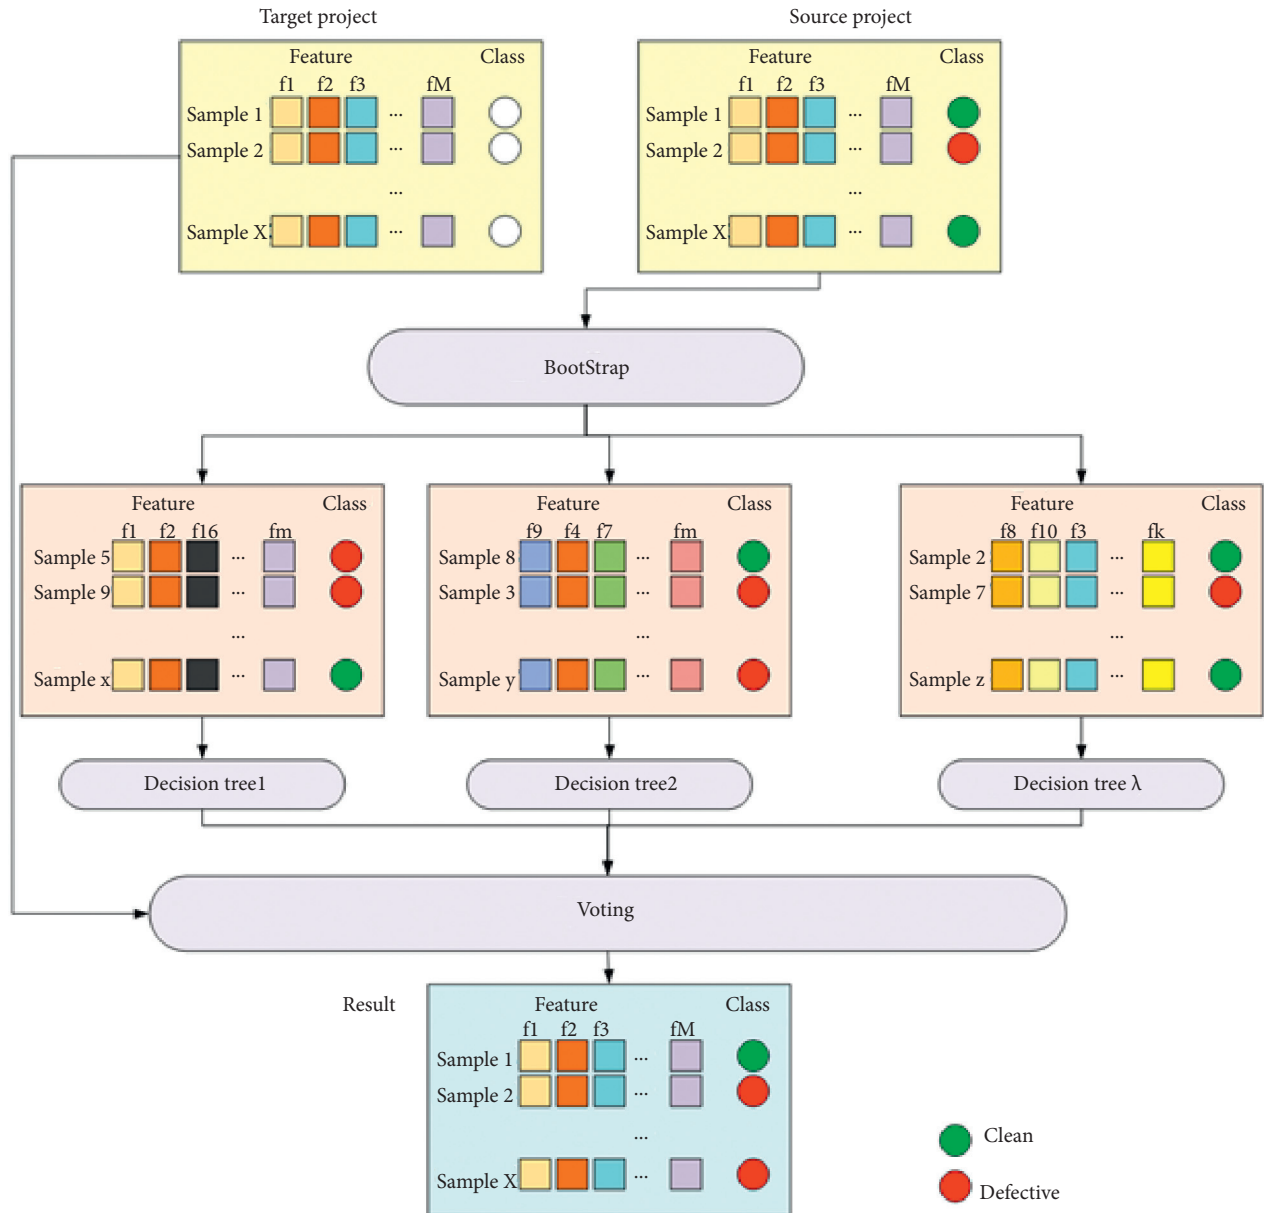 Target project
Source project
Feature Class
f1 f2 f3 fM
Sample 1 ...
Sample 2 ...
...
Sample X ...
Feature Class
f1 f2 f3 fM
Sample 1 ...
Sample 2 ...
...
Sample X ...
BootStrap
Feature Class
f1 f2 f16 fm
Sample 5 ...
Sample 9 ...
...
Sample x ...
Feature Class
f9 f4 f7 fm
Sample 8 ...
Sample 3 ...
...
Sample y ...
Feature Class
f8 f10 f3 fk
Sample 2 ...
Sample 7 ...
...
Sample z ...
Decision tree1
Decision tree2
Decision tree λ
Voting
Result
Feature Class
f1 f2 f3 fM
Sample 1 ...
Sample 2 ...
...
Sample X ...
Clean
Defective